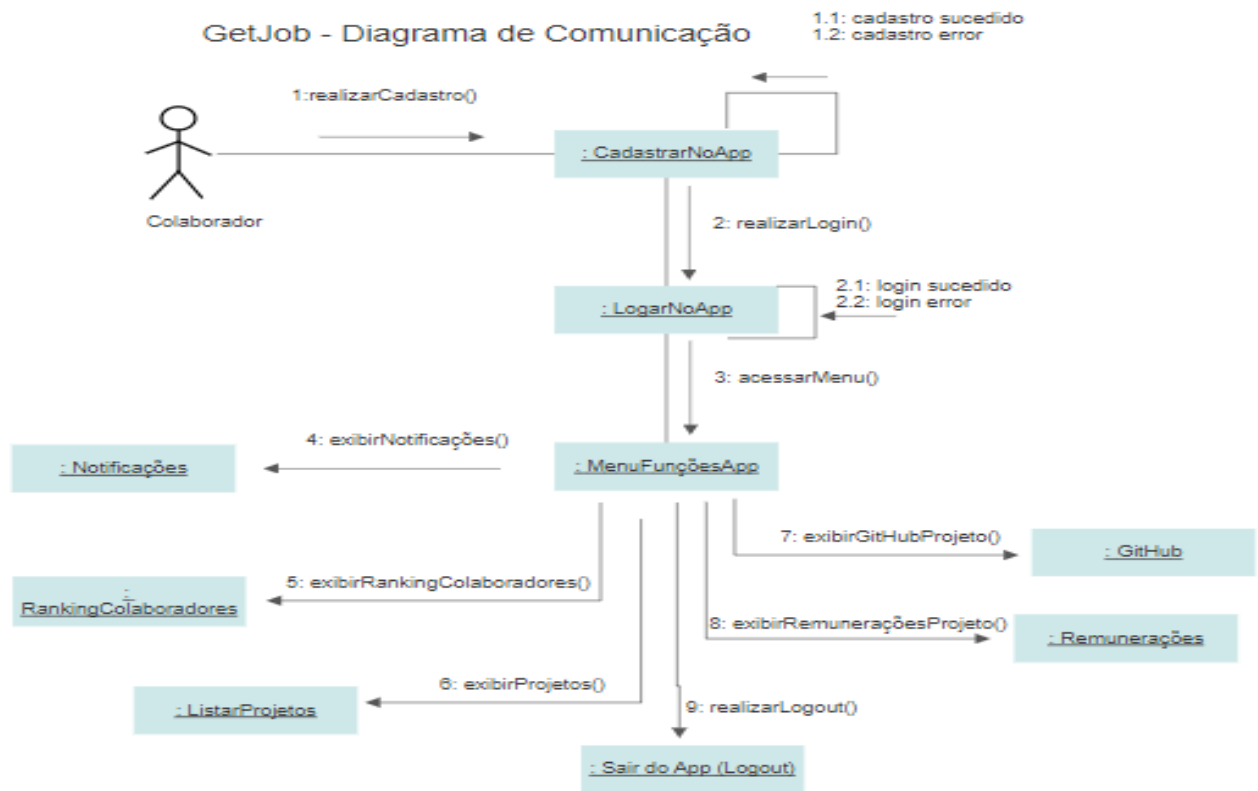 GetJob - Diagrama de Comunicação
1.1: cadastro sucedido
1.2: cadastro error
1:realizarCadastro()
: CadastrarNoApp
Colaborador
2: realizarLogin()
2.1: login sucedido
2.2: login error
: LogarNoApp
3: acessarMenu()
4: exibirNotificações()
: Notificações
: MenuFunçõesApp
7: exibirGitHubProjeto()
: GitHub
5: exibirRankingColaboradores()
:
RankingColaboradores
8: exibirRemuneraçõesProjeto()
: Remunerações
6: exibirProjetos()
: ListarProjetos
9: realizarLogout()
: Sair do App (Logout)